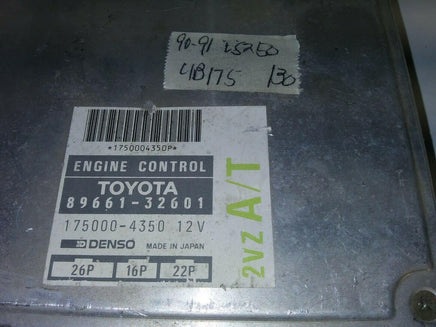 90-91 ES250
UB175 130
*1750004350P*
ENGINE CONTROL
TOYOTA
89661-32601
175000-4350 12V
DENSO MADE IN JAPAN
26P 16P 22P
2VZ A/T